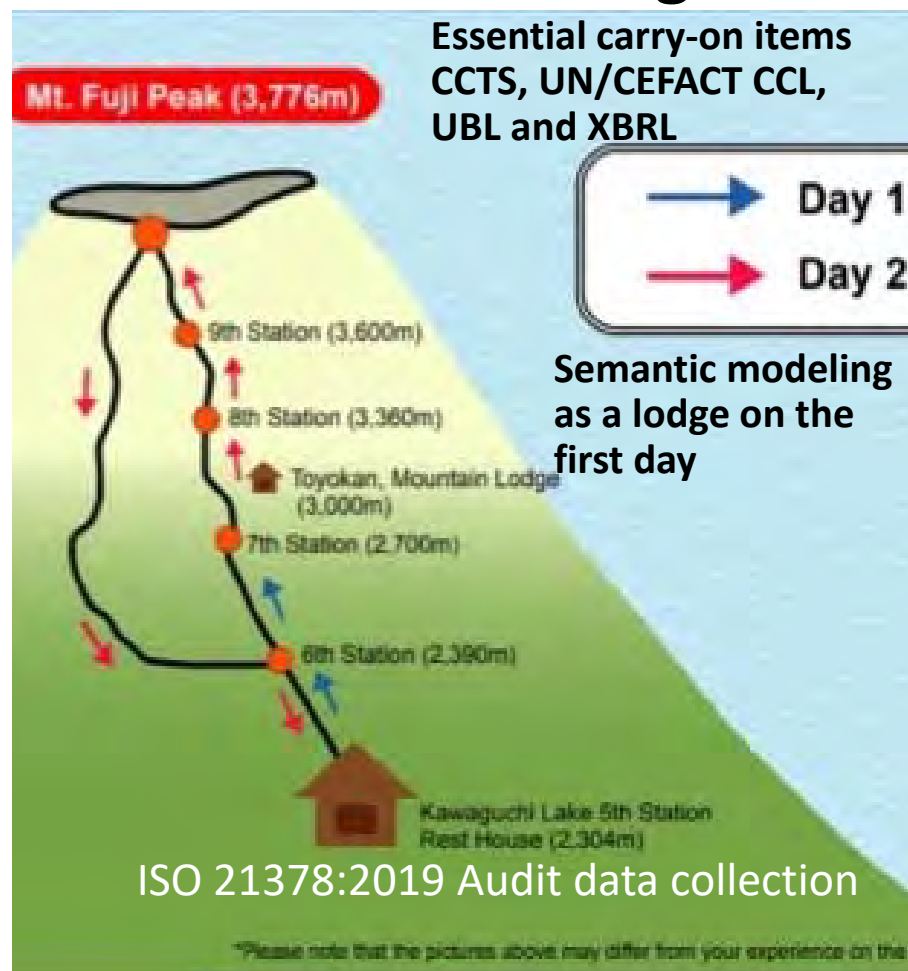 Essential carry-on items
CCTS, UN/CEFACT CCL,
UBL and XBRL
Mt. Fuji Peak (3,776m)
Day 1
Day 2
9th Station (3,600m)
Semantic modeling
as a lodge on the
first day
8th Station (3,360m)
Toyokan, Mountain Lodge
(3,000m)
7th Station (2,700m)
6th Station (2,390m)
Kawaguchi Lake 5th Station
Rest House (2,304m)
ISO 21378:2019 Audit data collection
*Please note that the pictures above may differ from your experience on the